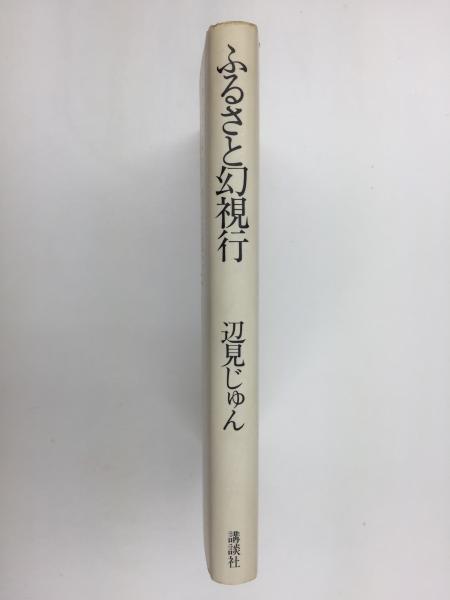 ふるさと幻視行
辺見じゅん
講談社